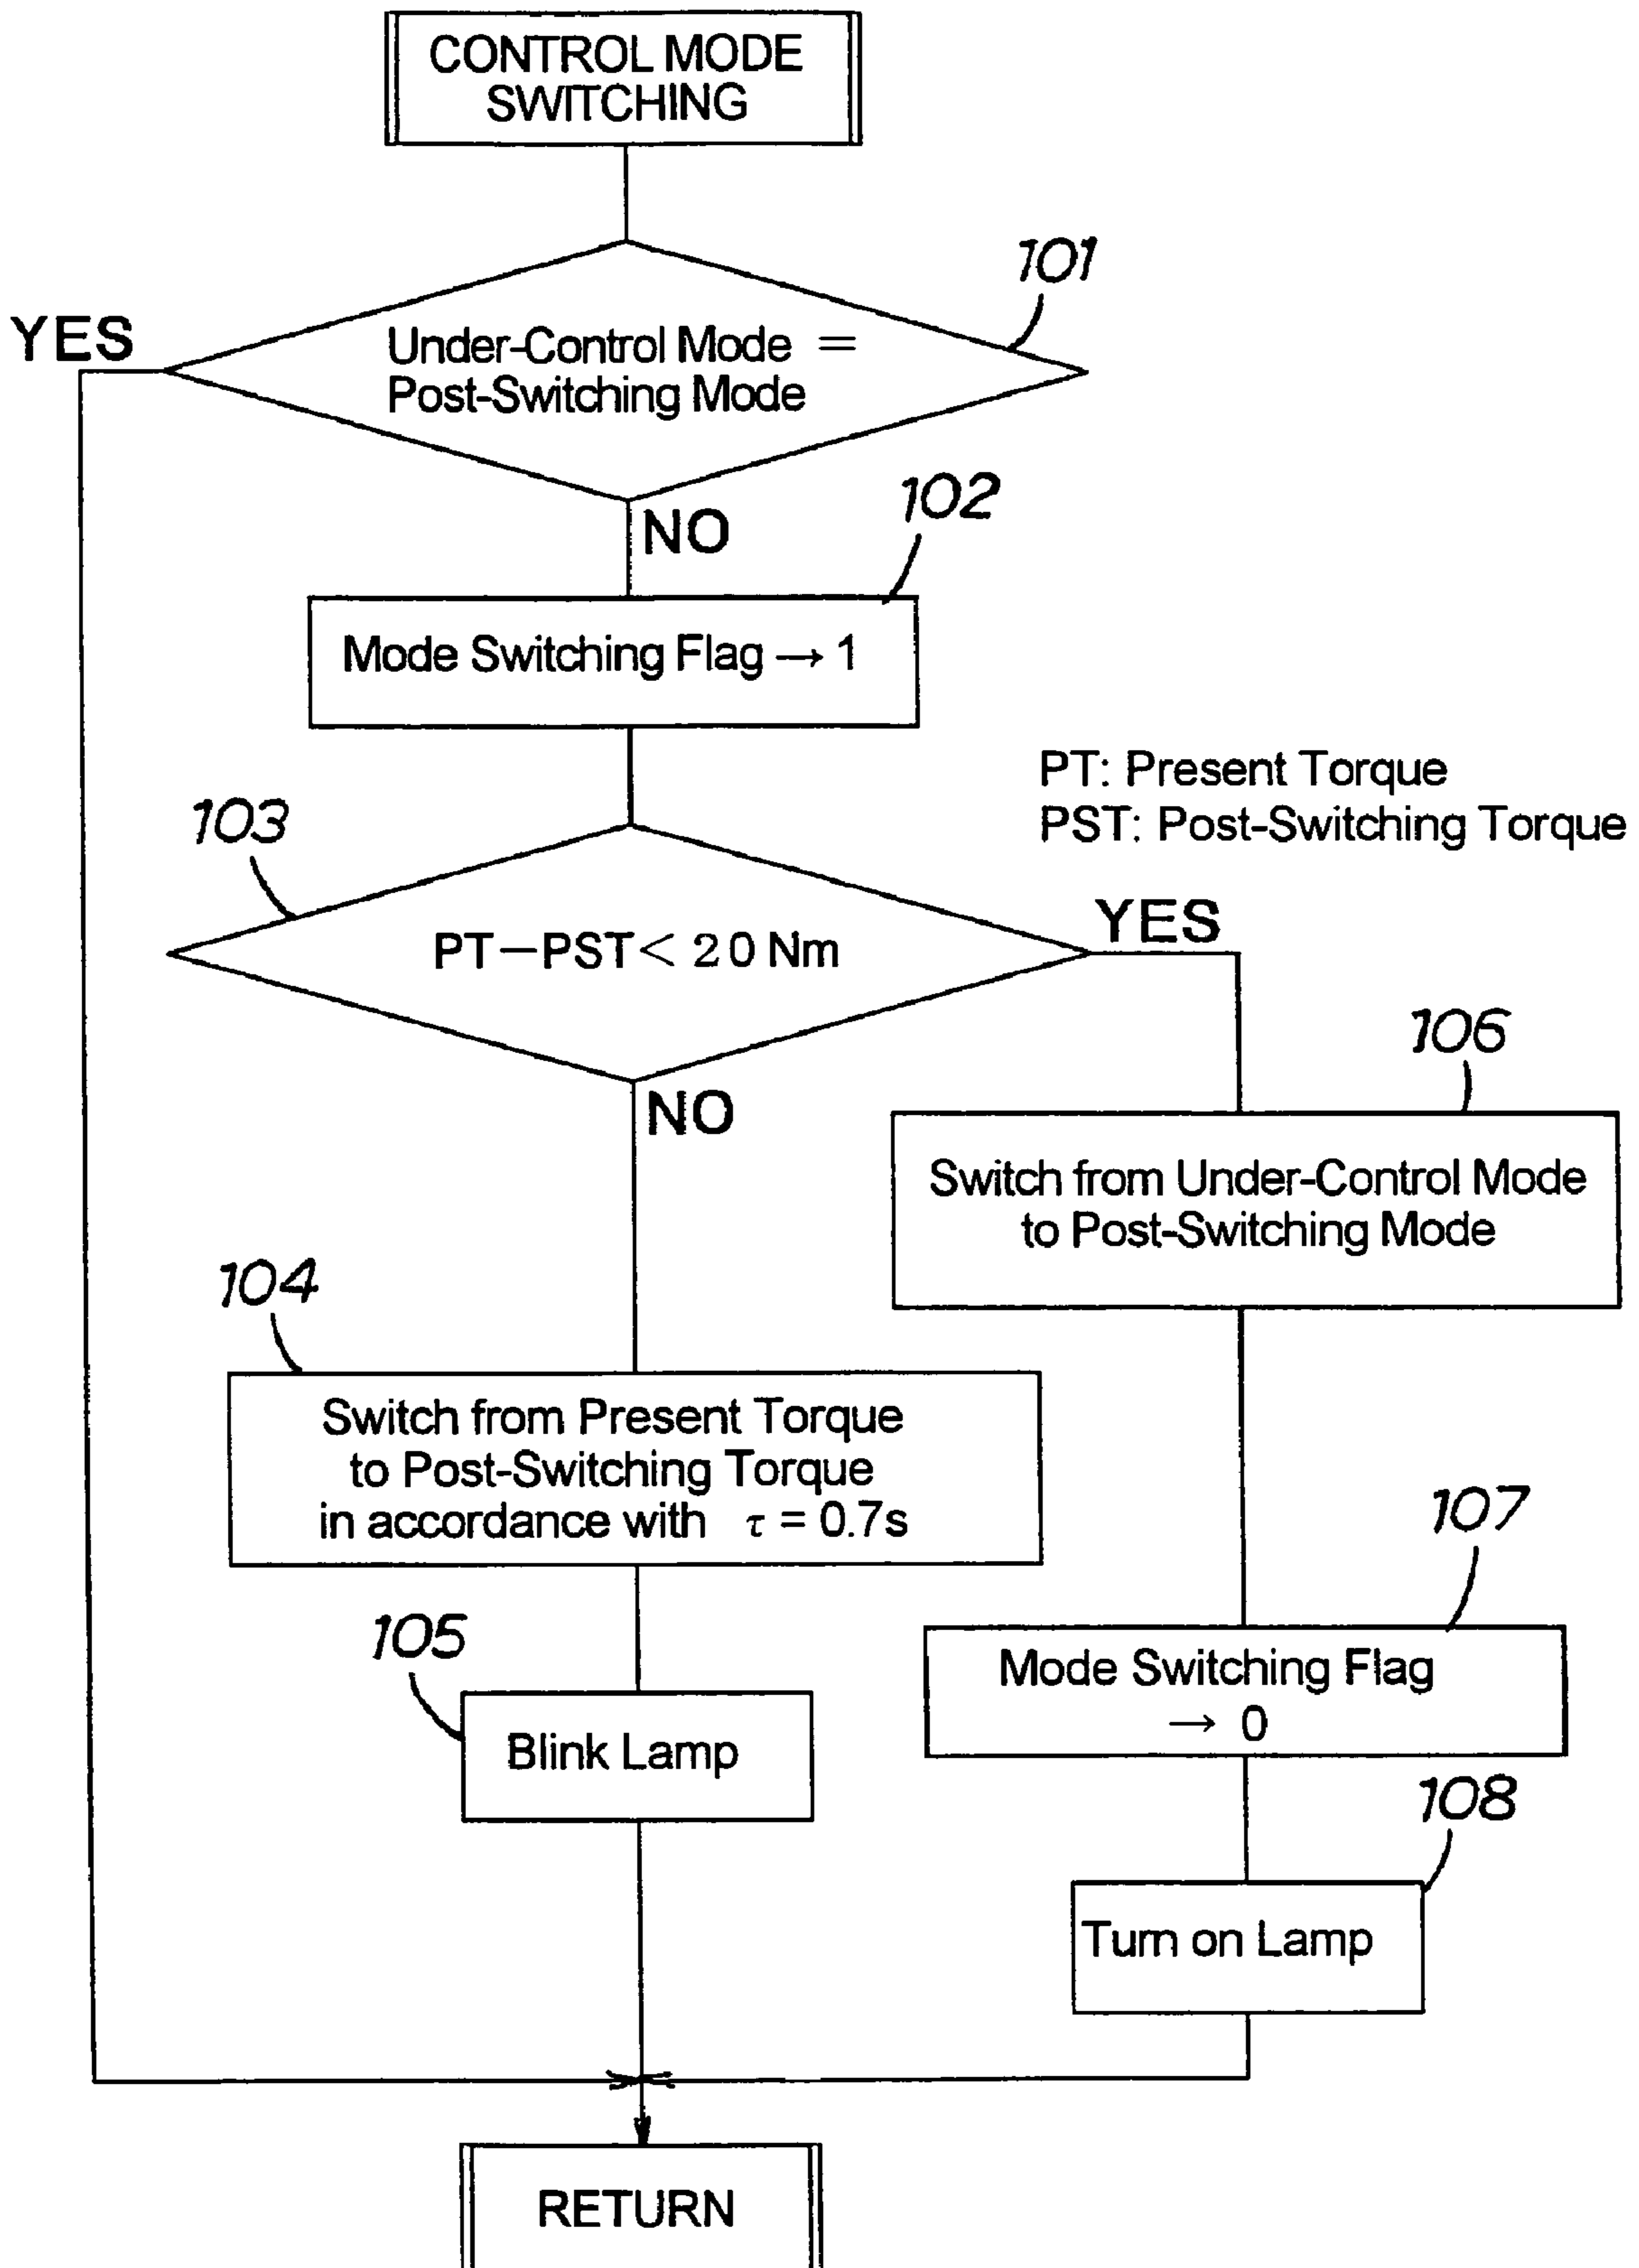 CONTROL MODE
SWITCHING
101
YES
Under-Control Mode =
Post-Switching Mode
NO
102
Mode Switching Flag → 1
PT: Present Torque
PST: Post-Switching Torque
103
PT－PST＜２０ Nm
YES
NO
106
Switch from Under-Control Mode
to Post-Switching Mode
104
Switch from Present Torque
to Post-Switching Torque
in accordance with τ = 0.7s
107
Mode Switching Flag
→ 0
105
Blink Lamp
108
Turn on Lamp
RETURN